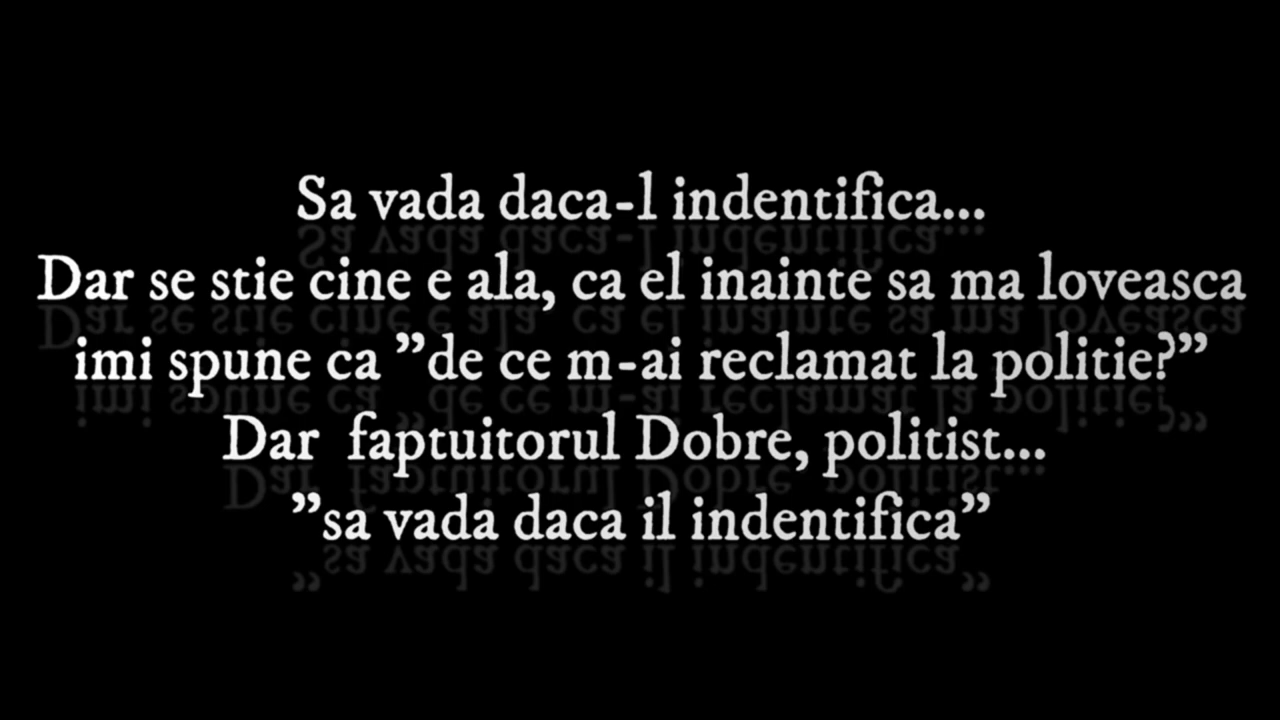 Sa vada daca-l indentifica...
Dar se stie cine e ala, ca el inainte sa ma loveasca
imi spune ca ”de ce m-ai reclamat la politie?”
Dar  faptuitorul Dobre, politist...
”sa vada daca il indentifica”